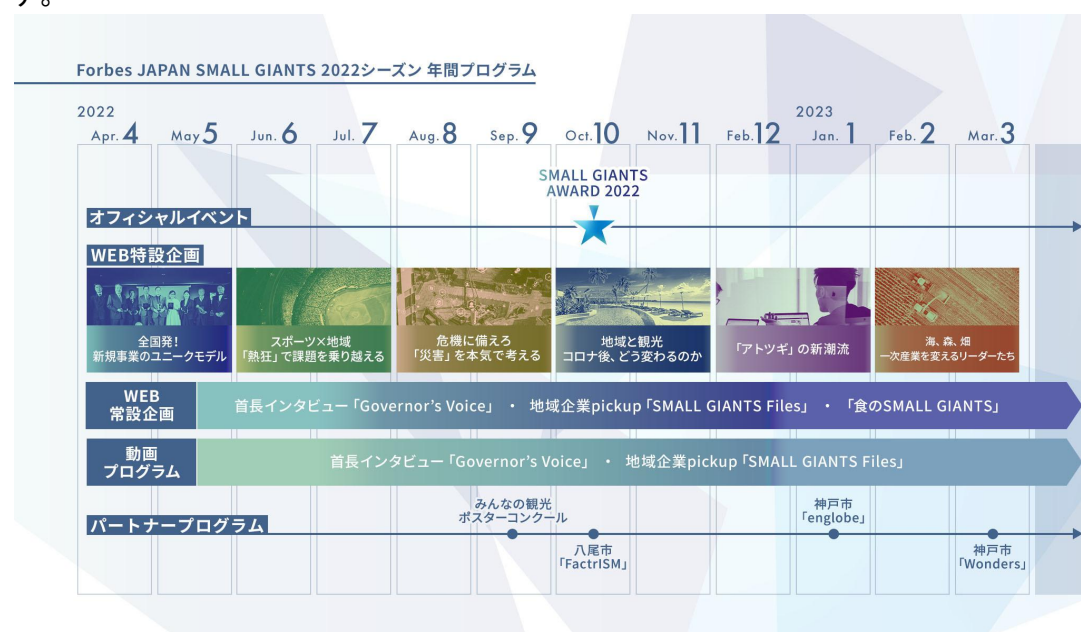 す。
Forbes JAPAN SMALL GIANTS 2022シーズン 年間プログラム
2022
2023
Apr. 4
May 5
Jun. 6
Jul. 7
Aug. 8
Sep. 9
Oct. 10
Nov. 11
Feb. 12
Jan. 1
Feb. 2
Mar. 3
SMALL GIANTS
AWARD 2022
オフィシャルイベント
WEB特設企画
全国発！
新規事業のユニークモデル
スポーツ×地域
「熱狂」で課題を乗り越える
危機に備えろ
「災害」を本気で考える
地域と観光
コロナ後、どう変わるのか
「アトツギ」の新潮流
海、森、畑
一次産業を変えるリーダーたち
WEB
常設企画
首長インタビュー「Governor's Voice」 ・ 地域企業pickup「SMALL GIANTS Files」 ・ 「食のSMALL GIANTS」
動画
プログラム
首長インタビュー「Governor's Voice」 ・ 地域企業pickup「SMALL GIANTS Files」
パートナープログラム
みんなの観光
ポスターコンクール
八尾市
「FactrISM」
神戸市
「englobe」
神戸市
「Wonders」